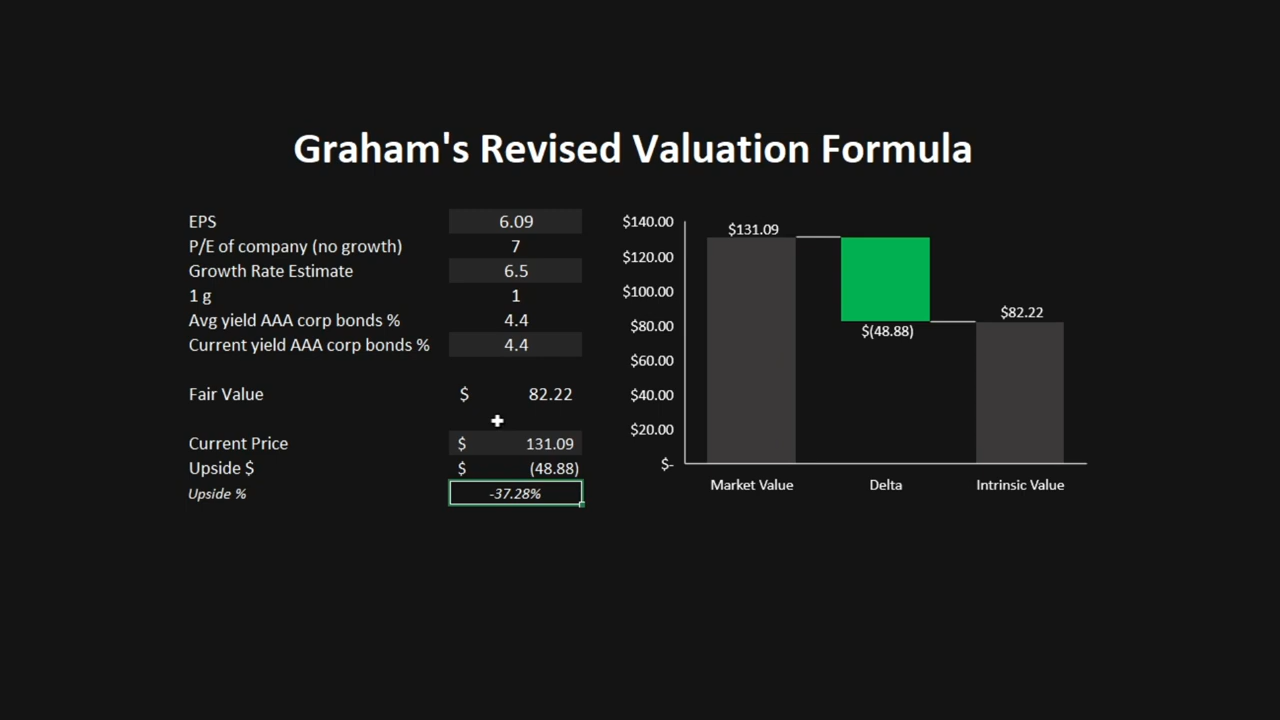 Graham's Revised Valuation Formula
EPS 6.09
P/E of company (no growth) 7
Growth Rate Estimate 6.5
1 g 1
Avg yield AAA corp bonds % 4.4
Current yield AAA corp bonds % 4.4
Fair Value $ 82.22
Current Price $ 131.09
Upside $ $ (48.88)
Upside % -37.28%
$140.00
$120.00
$100.00
$80.00
$60.00
$40.00
$20.00
$-
$131.09
$(48.88)
$82.22
Market Value Delta Intrinsic Value